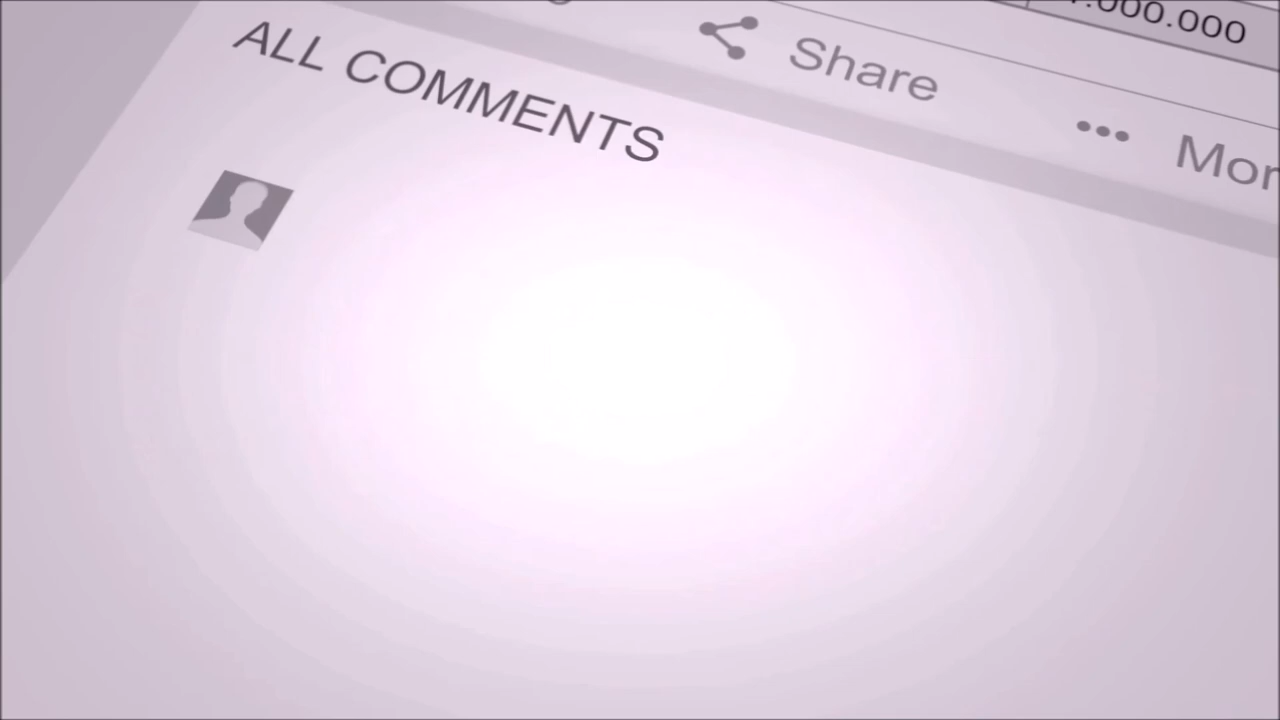 .000.000
Share
••• Mor
ALL COMMENTS